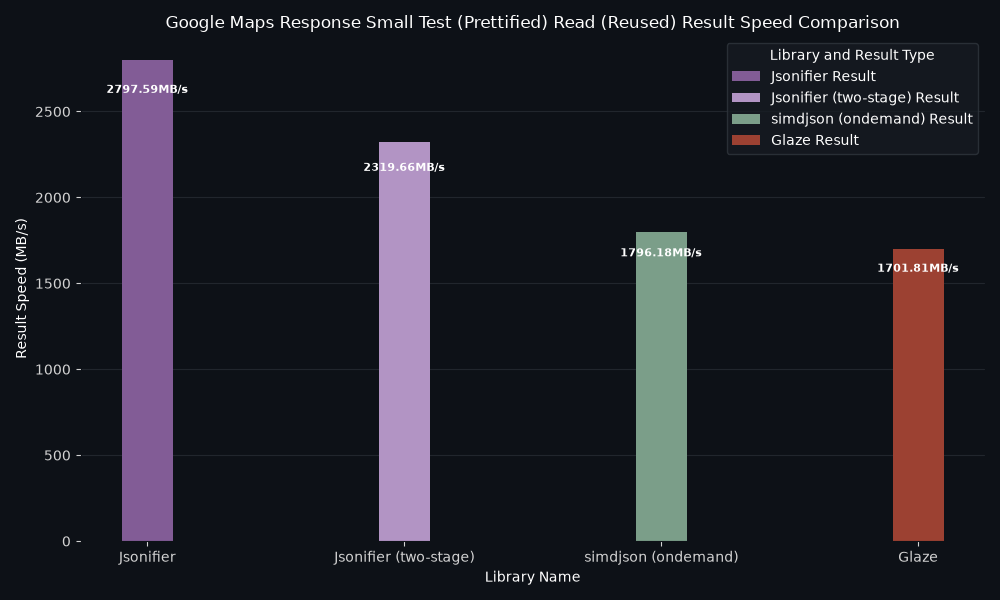 Google Maps Response Small Test (Prettified) Read (Reused) Result Speed Comparison
Library and Result Type
Jsonifier Result
Jsonifier (two-stage) Result
simdjson (ondemand) Result
Glaze Result
2797.59MB/s
2319.66MB/s
1796.18MB/s
1701.81MB/s
Result Speed (MB/s)
2500
2000
1500
1000
500
0
Jsonifier
Jsonifier (two-stage)
simdjson (ondemand)
Glaze
Library Name